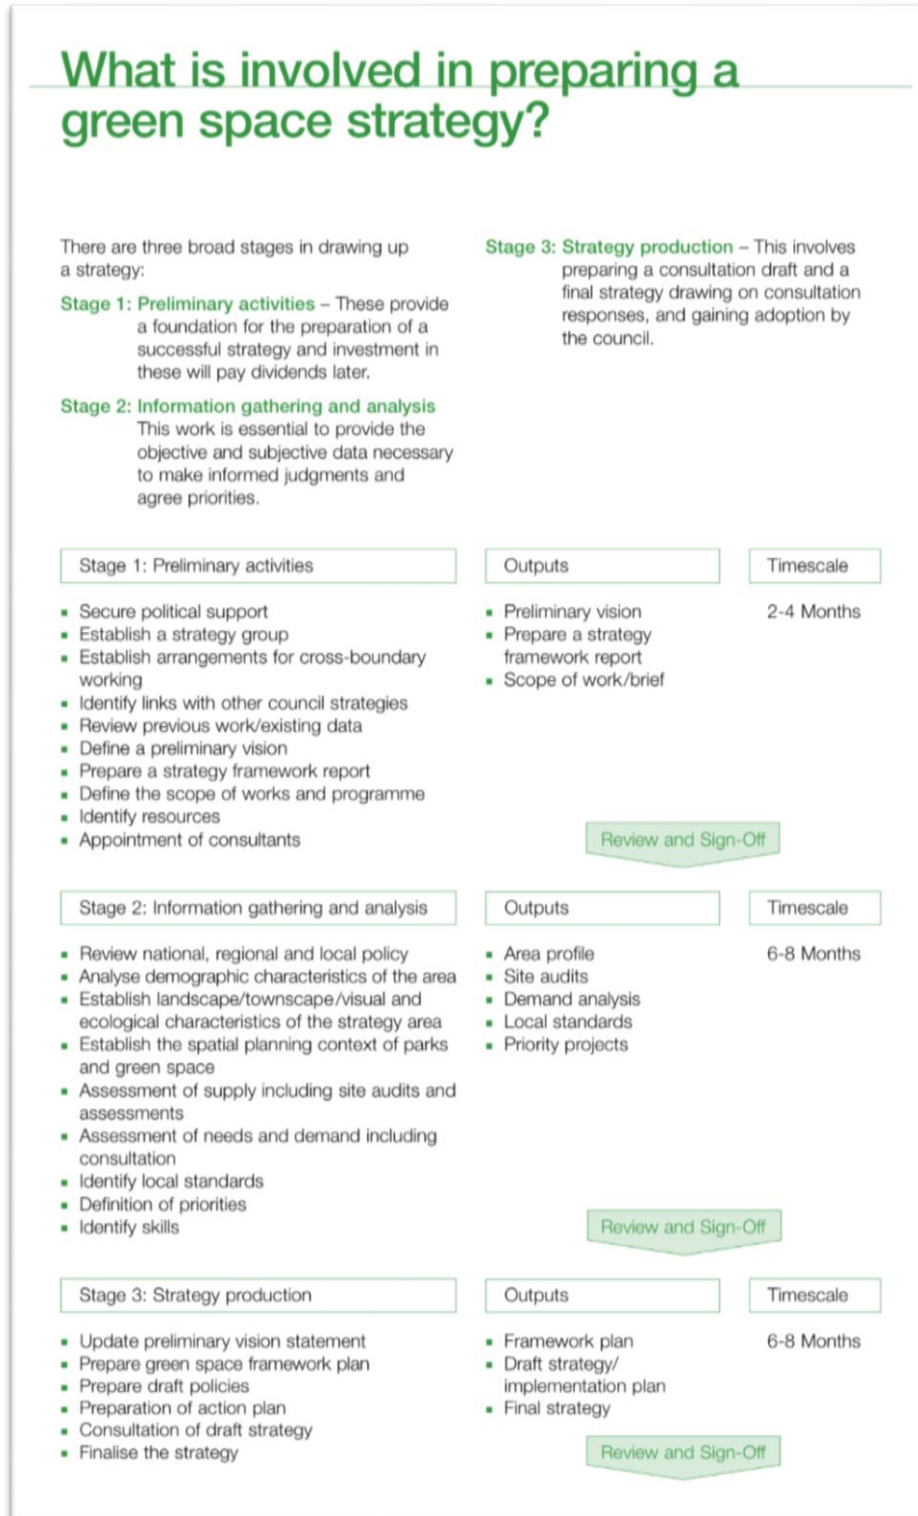 What is involved in preparing a
green space strategy?
There are three broad stages in drawing up
a strategy:
Stage 1: Preliminary activities – These provide
a foundation for the preparation of a
successful strategy and investment in
these will pay dividends later.
Stage 2: Information gathering and analysis
This work is essential to provide the
objective and subjective data necessary
to make informed judgments and
agree priorities.
Stage 3: Strategy production – This involves
preparing a consultation draft and a
final strategy drawing on consultation
responses, and gaining adoption by
the council.
Stage 1: Preliminary activities
▪ Secure political support
▪ Establish a strategy group
▪ Establish arrangements for cross-boundary
working
▪ Identify links with other council strategies
▪ Review previous work/existing data
▪ Define a preliminary vision
▪ Prepare a strategy framework report
▪ Define the scope of works and programme
▪ Identify resources
▪ Appointment of consultants
Outputs
▪ Preliminary vision
▪ Prepare a strategy
framework report
▪ Scope of work/brief
Timescale
2-4 Months
Review and Sign-Off
Stage 2: Information gathering and analysis
▪ Review national, regional and local policy
▪ Analyse demographic characteristics of the area
▪ Establish landscape/townscape/visual and
ecological characteristics of the strategy area
▪ Establish the spatial planning context of parks
and green space
▪ Assessment of supply including site audits and
assessments
▪ Assessment of needs and demand including
consultation
▪ Identify local standards
▪ Definition of priorities
▪ Identify skills
Outputs
▪ Area profile
▪ Site audits
▪ Demand analysis
▪ Local standards
▪ Priority projects
Timescale
6-8 Months
Review and Sign-Off
Stage 3: Strategy production
▪ Update preliminary vision statement
▪ Prepare green space framework plan
▪ Prepare draft policies
▪ Preparation of action plan
▪ Consultation of draft strategy
▪ Finalise the strategy
Outputs
▪ Framework plan
▪ Draft strategy/
implementation plan
▪ Final strategy
Timescale
6-8 Months
Review and Sign-Off